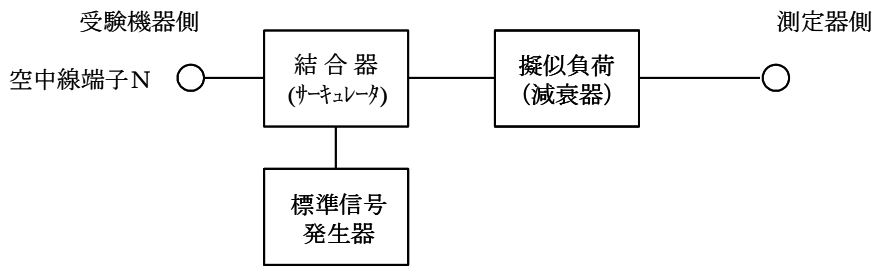 受験機器側
測定器側
空中線端子N
結合器
(ｻｰｷｭﾚｰﾀ)
擬似負荷
(減衰器)
標準信号
発生器